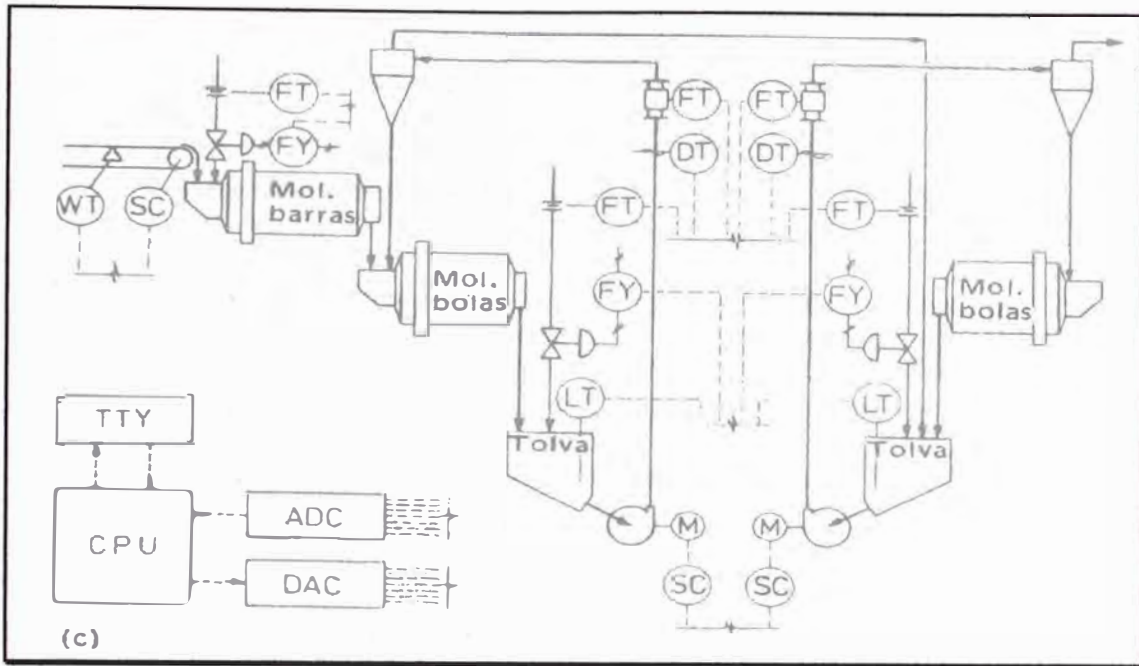 FT
FY
WT
SC
Mol.
barras
Mol.
bolas
FT
FT
DT
DT
FT
FT
FY
FY
Mol.
bolas
LT
LT
Tolva
Tolva
M
M
SC
SC
TTY
CPU
ADC
DAC
(c)